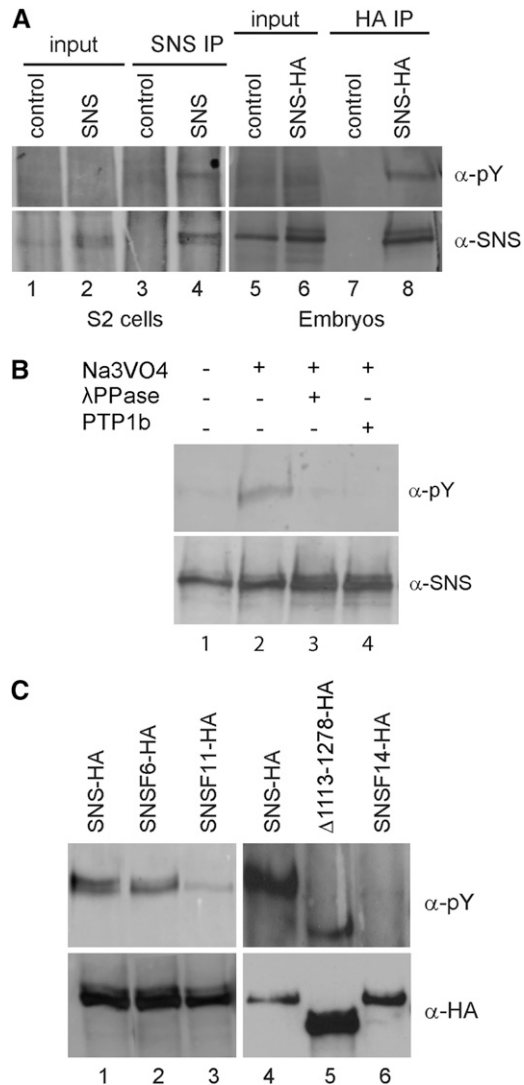 A
input SNS IP input HA IP
control SNS control SNS control SNS-HA control SNS-HA
α-pY
α-SNS
1 2 3 4 5 6 7 8
S2 cells Embryos
B
Na3VO4 - + + +
λPPase - - + -
PTP1b - - - +
α-pY
α-SNS
1 2 3 4
C
SNS-HA SNSF6-HA SNSF11-HA SNS-HA Δ1113-1278-HA SNSF14-HA
α-pY
α-HA
1 2 3 4 5 6